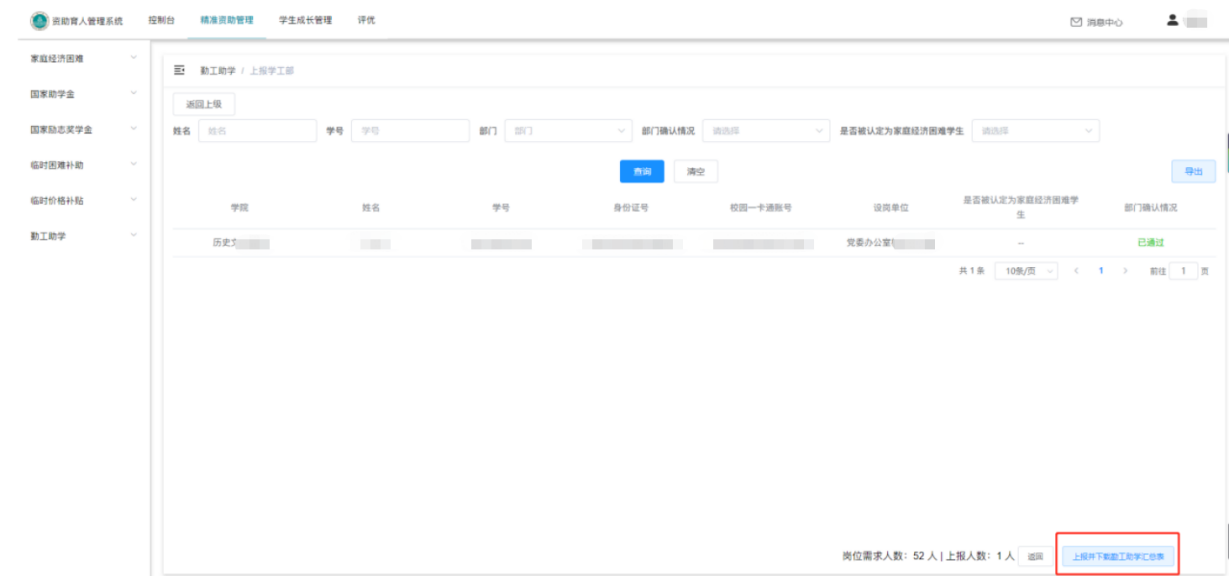 资助育人管理系统 控制台 精准资助管理 学生成长管理 评优 消息中心
家庭经济困难
国家助学金
国家励志奖学金
临时困难补助
临时价格补贴
勤工助学
勤工助学 / 上报学工部
返回上级
姓名 姓名 学号 学号 部门 部门 部门确认情况 请选择 是否被认定为家庭经济困难学生 请选择
查询 清空 导出
学院 姓名 学号 身份证号 校园一卡通账号 设岗单位 是否被认定为家庭经济困难学生 部门确认情况
历史 党委办公室 -- 已通过
共 1 条 10条/页 < 1 > 前往 1 页
岗位需求人数：52 人 | 上报人数：1 人 返回 上报并下载勤工助学汇总表